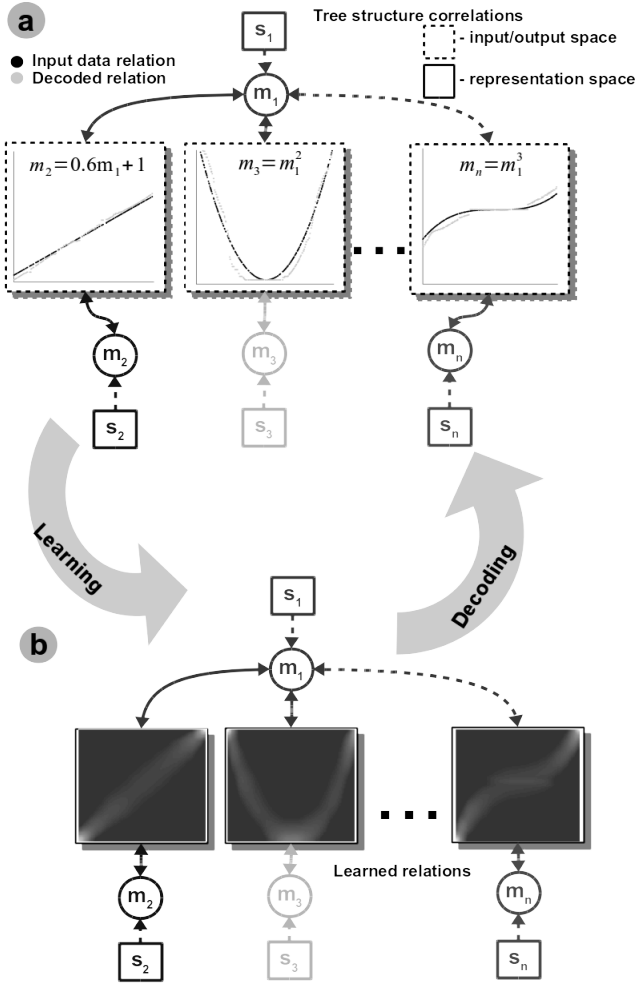 a
s1
Tree structure correlations
- input/output space
- representation space
Input data relation
Decoded relation
m1
m2=0.6m1+1
m3=m1^2
mn=m1^3
...
m2
m3
mn
s2
s3
sn
Learning
Decoding
b
s1
m1
...
Learned relations
m2
m3
mn
s2
s3
sn